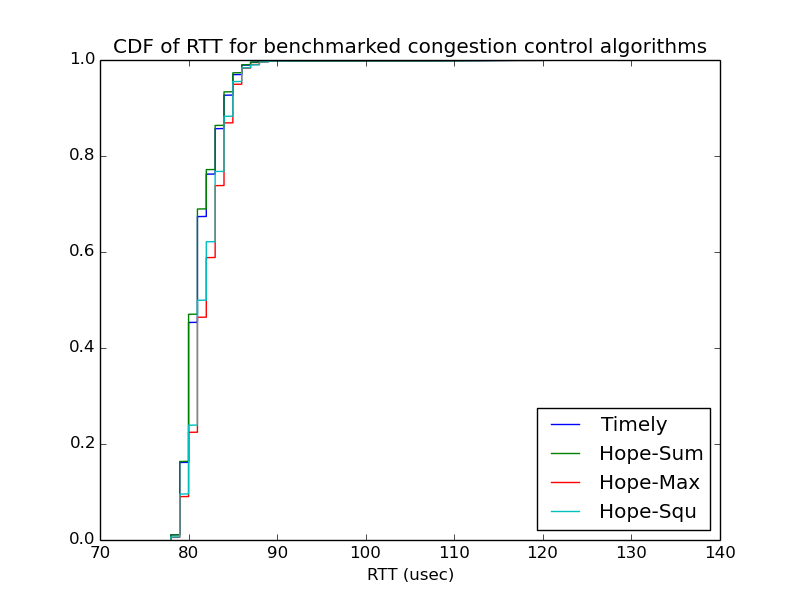 CDF of RTT for benchmarked congestion control algorithms
1.0
0.8
0.6
0.4
0.2
0.0
Timely
Hope-Sum
Hope-Max
Hope-Squ
70 80 90 100 110 120 130 140
RTT (usec)